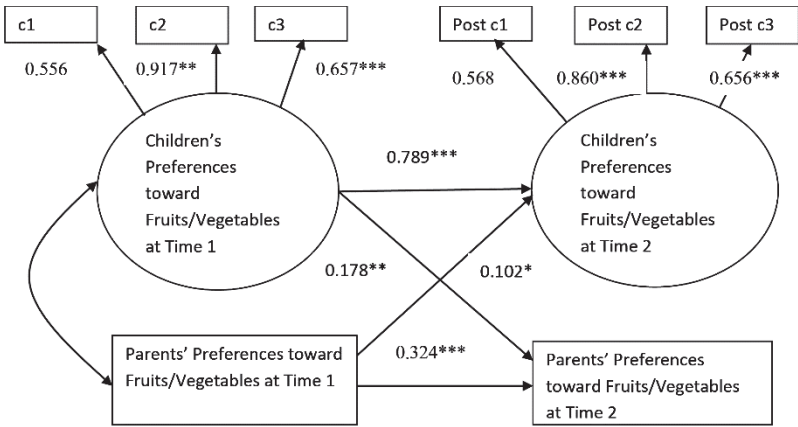 c1
c2
c3
Post c1
Post c2
Post c3
0.556
0.917**
0.657***
0.568
0.860***
0.656***
Children's
Preferences
toward
Fruits/Vegetables
at Time 1
0.789***
Children's
Preferences
toward
Fruits/Vegetables
at Time 2
0.178**
0.102*
Parents' Preferences toward
Fruits/Vegetables at Time 1
0.324***
Parents' Preferences
toward Fruits/Vegetables
at Time 2